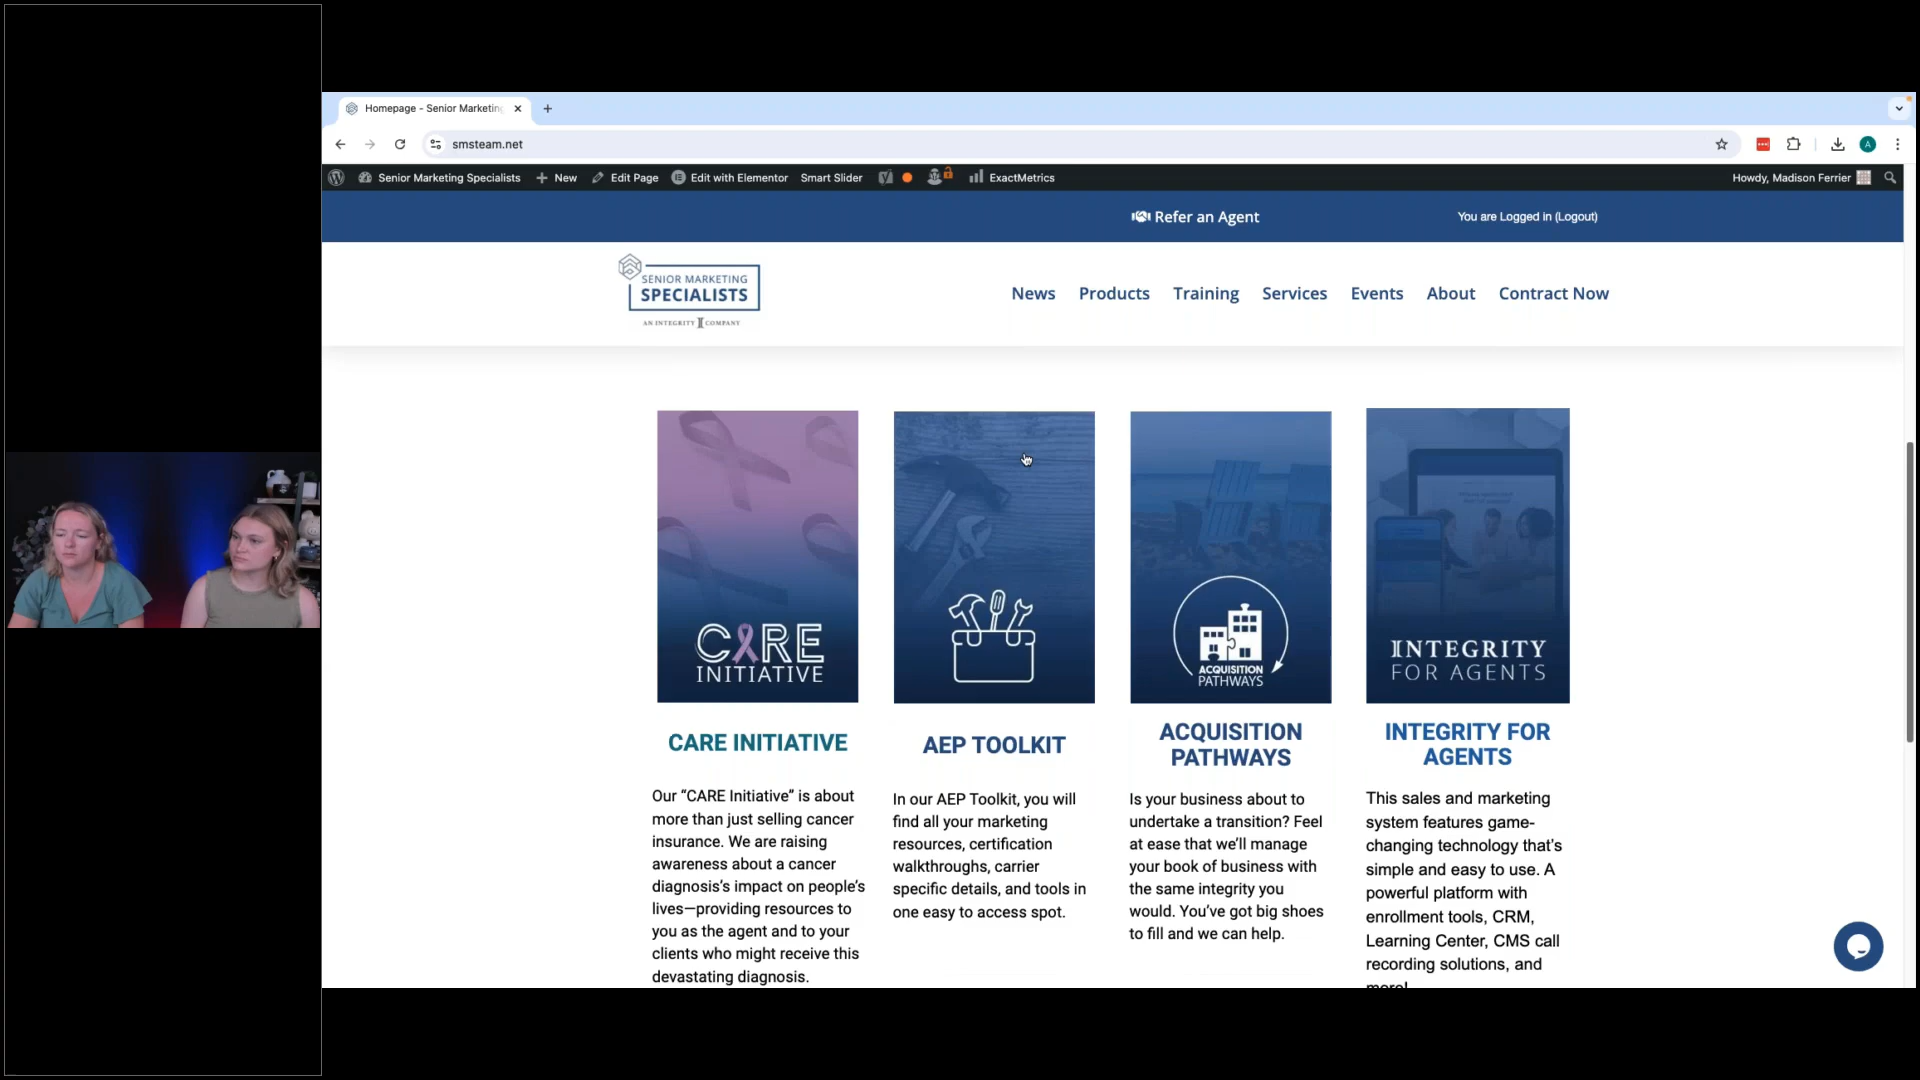 Homepage - Senior Marketin
smsteam.net
A
Senior Marketing Specialists
New
Edit Page
Edit with Elementor
Smart Slider
ExactMetrics
Howdy, Madison Ferrier
Refer an Agent
You are Logged in (Logout)
SENIOR MARKETING
SPECIALISTS
AN INTEGRITY COMPANY
News
Products
Training
Services
Events
About
Contract Now
CARE
INITIATIVE
ACQUISITION
PATHWAYS
INTEGRITY
FOR AGENTS
CARE INITIATIVE
Our “CARE Initiative” is about
more than just selling cancer
insurance. We are raising
awareness about a cancer
diagnosis’s impact on people’s
lives—providing resources to
you as the agent and to your
clients who might receive this
devastating diagnosis.
AEP TOOLKIT
In our AEP Toolkit, you will
find all your marketing
resources, certification
walkthroughs, carrier
specific details, and tools in
one easy to access spot.
ACQUISITION
PATHWAYS
Is your business about to
undertake a transition? Feel
at ease that we’ll manage
your book of business with
the same integrity you
would. You’ve got big shoes
to fill and we can help.
INTEGRITY FOR
AGENTS
This sales and marketing
system features game-
changing technology that’s
simple and easy to use. A
powerful platform with
enrollment tools, CRM,
Learning Center, CMS call
recording solutions, and
more!